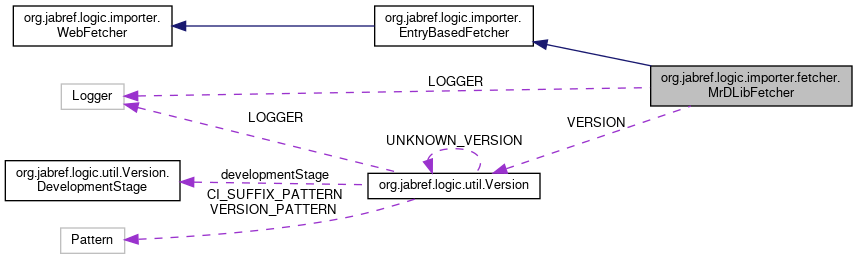 org.jabref.logic.importer.
WebFetcher
org.jabref.logic.importer.
EntryBasedFetcher
org.jabref.logic.importer.fetcher.
MrDLibFetcher
LOGGER
Logger
LOGGER
VERSION
UNKNOWN_VERSION
org.jabref.logic.util.Version.
DevelopmentStage
developmentStage
org.jabref.logic.util.Version
CI_SUFFIX_PATTERN
VERSION_PATTERN
Pattern